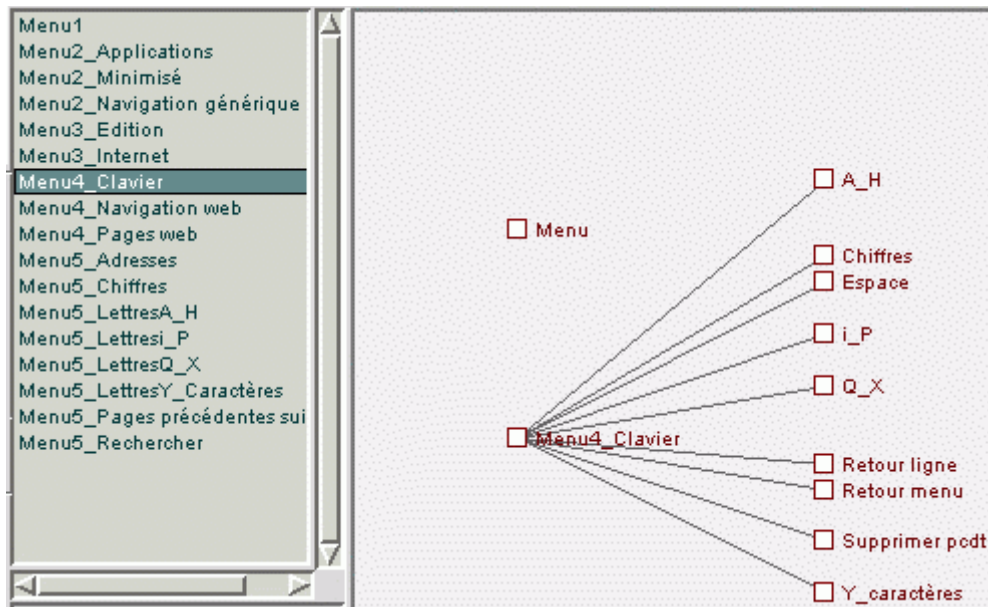 Menu1
Menu2_Applications
Menu2_Minimisé
Menu2_Navigation générique
Menu3_Edition
Menu3_Internet
Menu4_Clavier
Menu4_Navigation web
Menu4_Pages web
Menu5_Adresses
Menu5_Chiffres
Menu5_LettresA_H
Menu5_Lettresi_P
Menu5_LettresQ_X
Menu5_LettresY_Caractères
Menu5_Pages précédentes sui
Menu5_Rechercher
Menu
Menu4_Clavier
A_H
Chiffres
Espace
i_P
Q_X
Retour ligne
Retour menu
Supprimer pcdt
Y_caractères